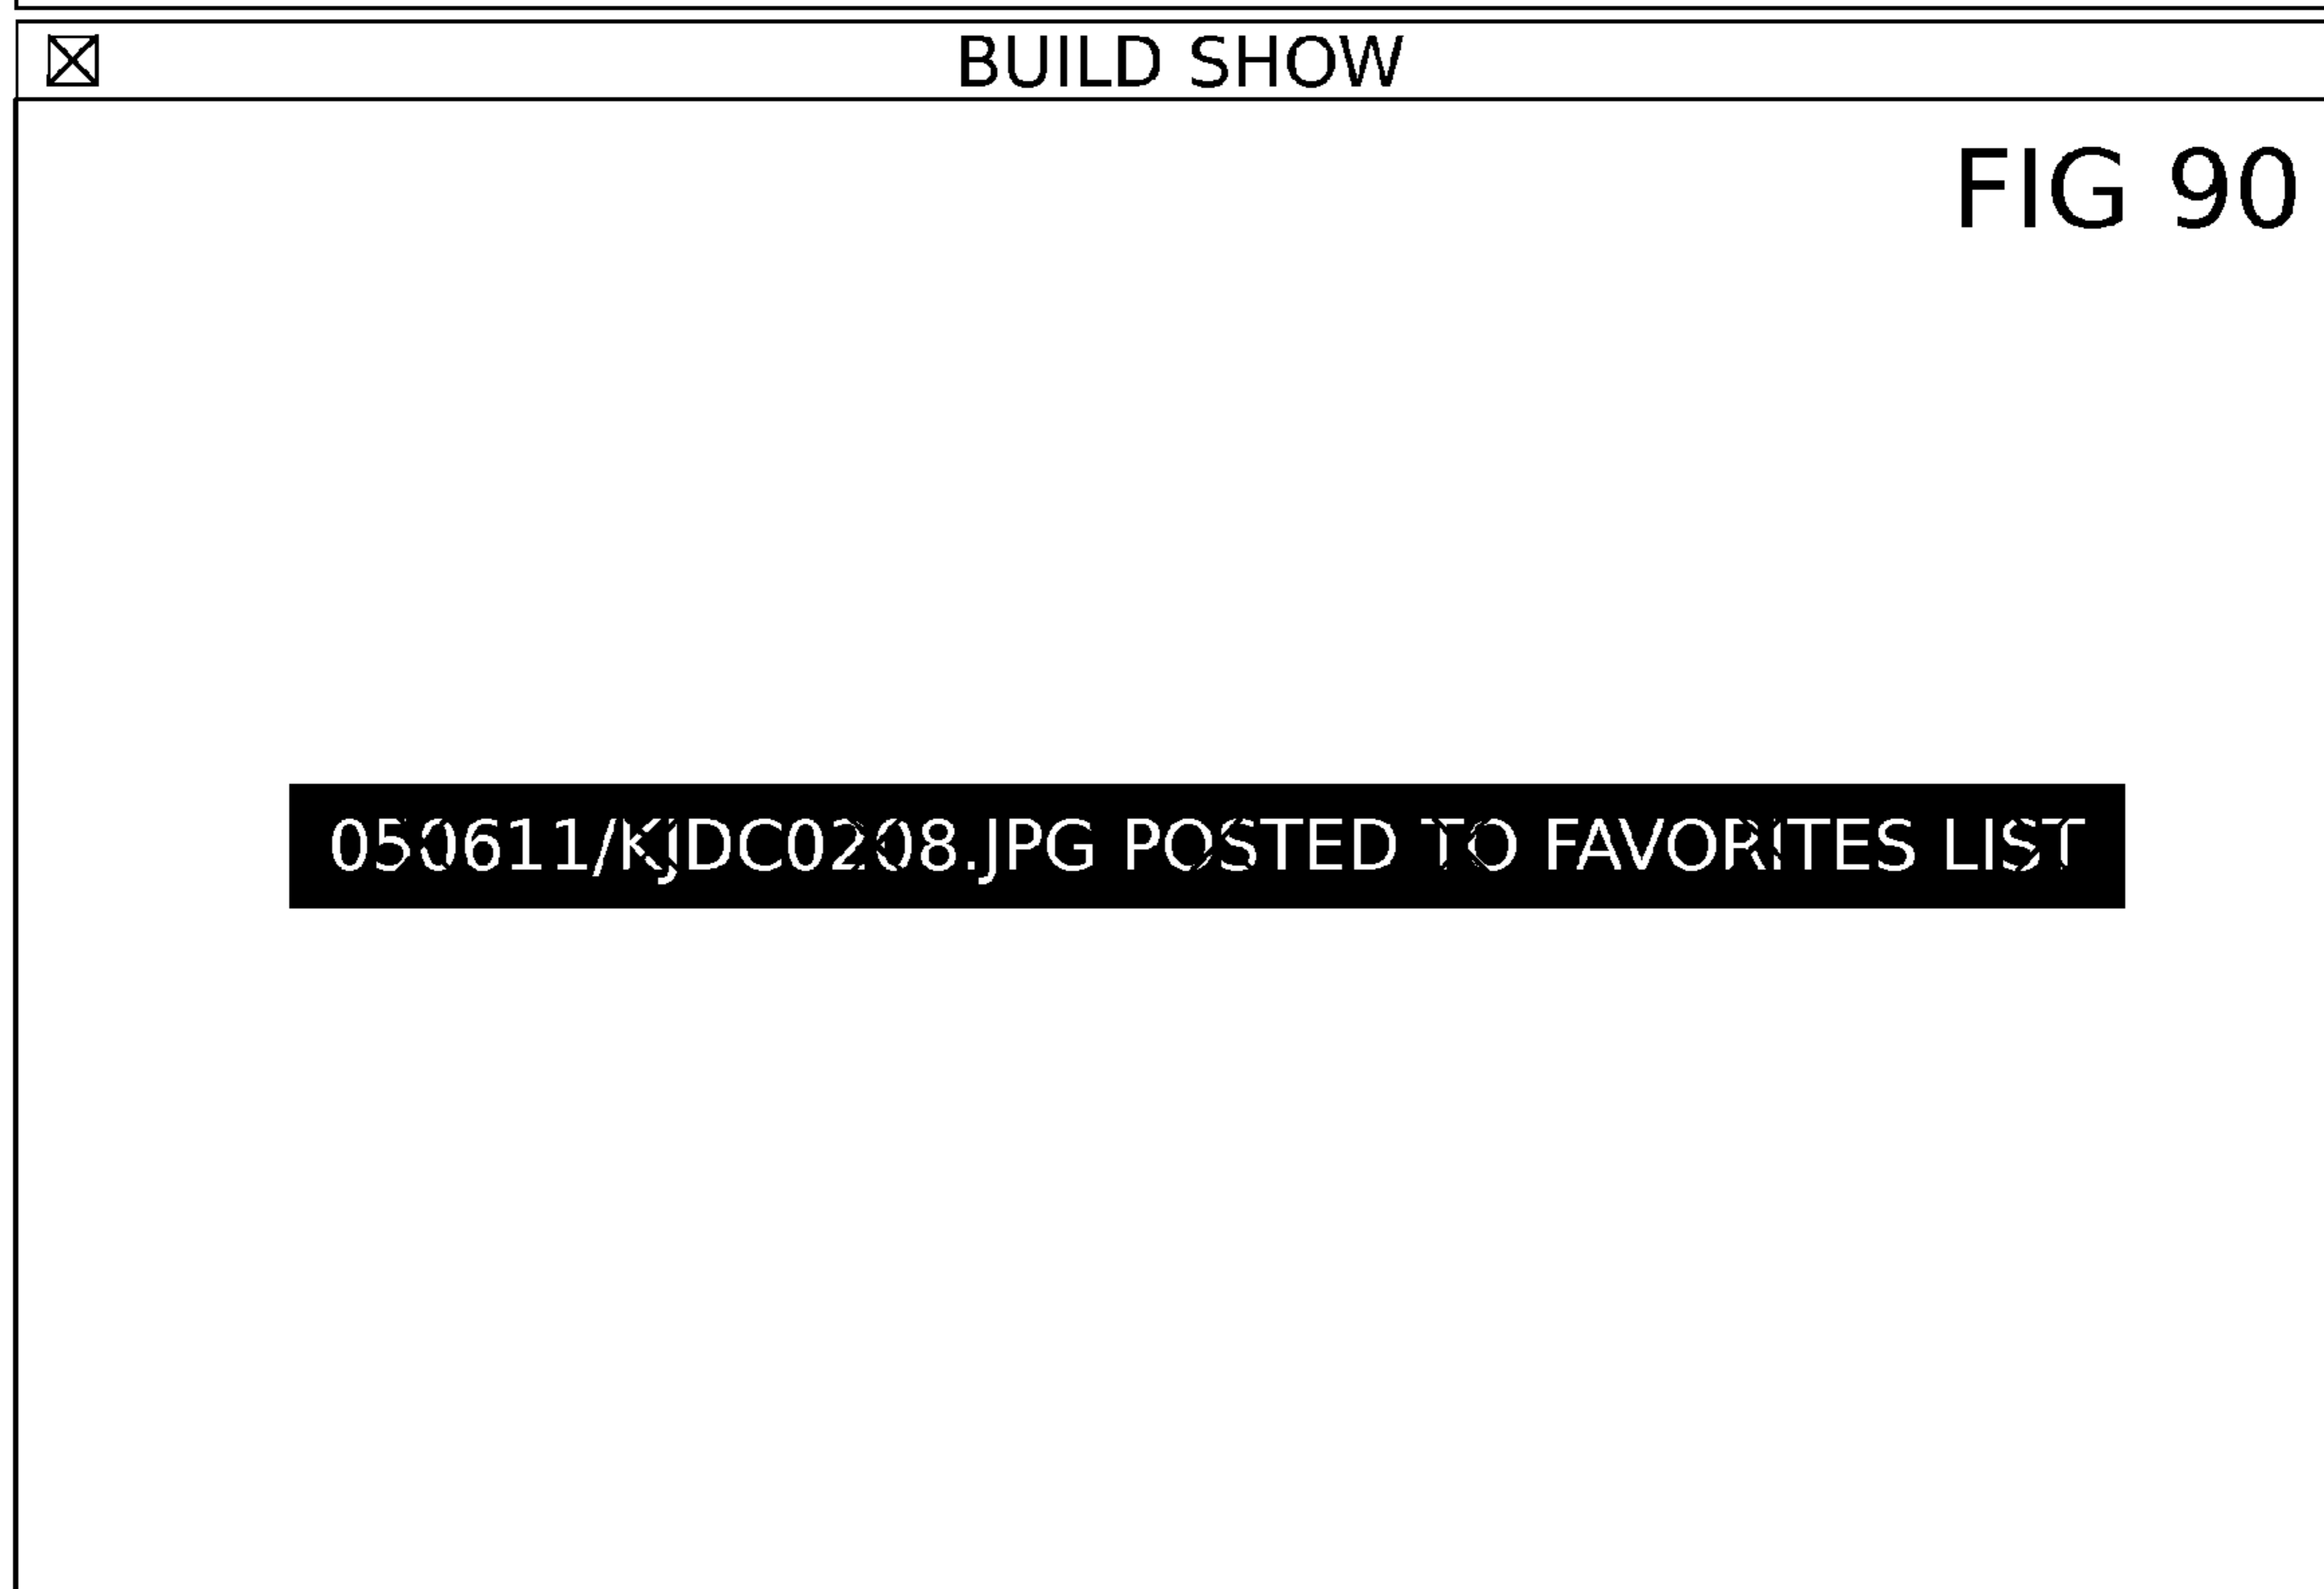 BUILD SHOW
FIG 90
050611/KJDC0208.JPG POSTED TO FAVORITES LIST